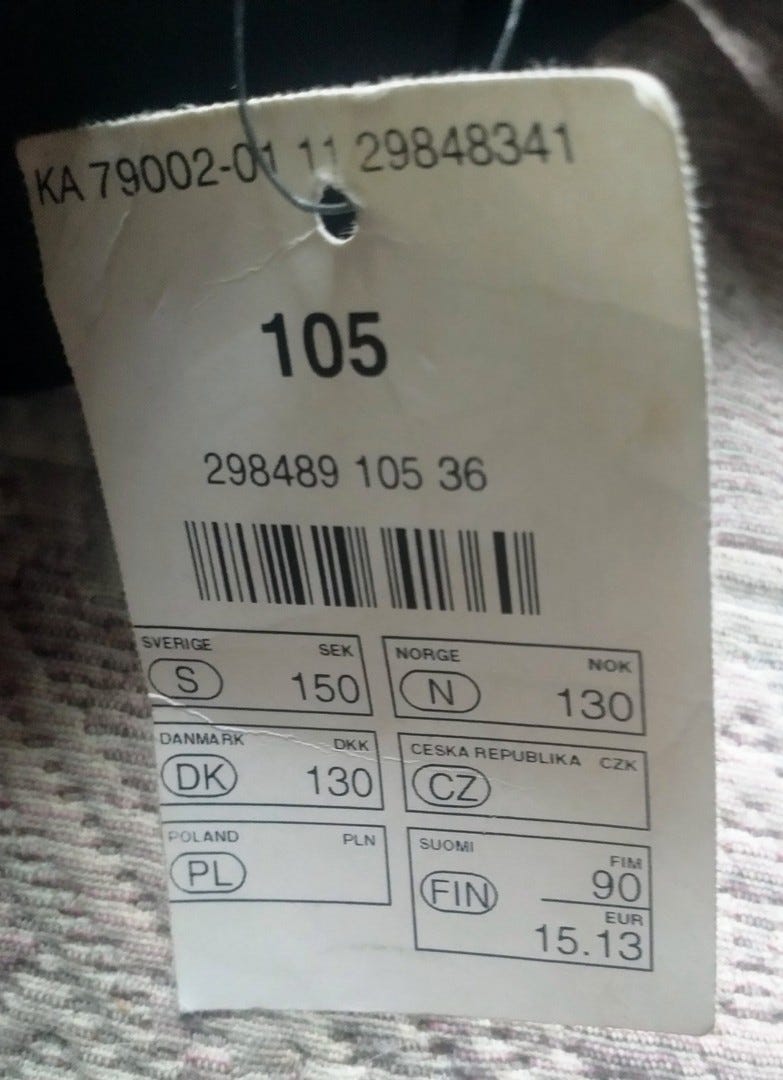 KA 79002-01 11 29848341
105
298489 105 36
SVERIGE SEK
S 150
NORGE NOK
N 130
DANMARK DKK
DK 130
CESKA REPUBLIKA CZK
CZ
POLAND PLN
PL
SUOMI FIM
FIN 90
EUR
15.13